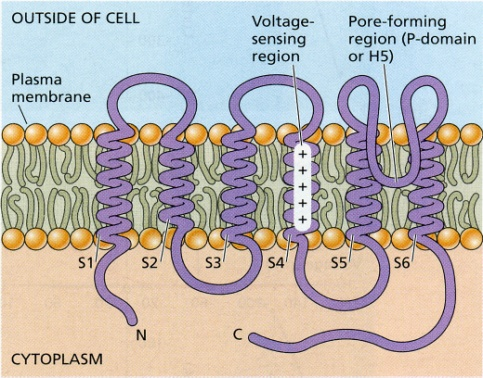 OUTSIDE OF CELL
Voltage-
sensing
region
Pore-forming
region (P-domain
or H5)
Plasma
membrane
+
+
+
+
+
S1
S2
S3
S4
S5
S6
N
C
CYTOPLASM